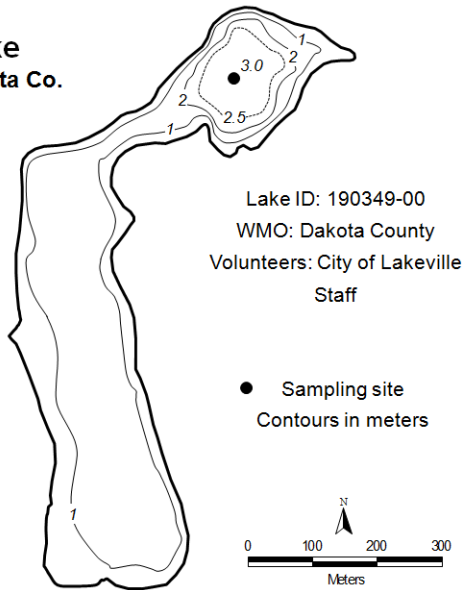 ke
ta Co.
1
2
3.0
2
2.5
1
Lake ID: 190349-00
WMO: Dakota County
Volunteers: City of Lakeville
Staff
Sampling site
Contours in meters
1
N
0 100 200 300
Meters